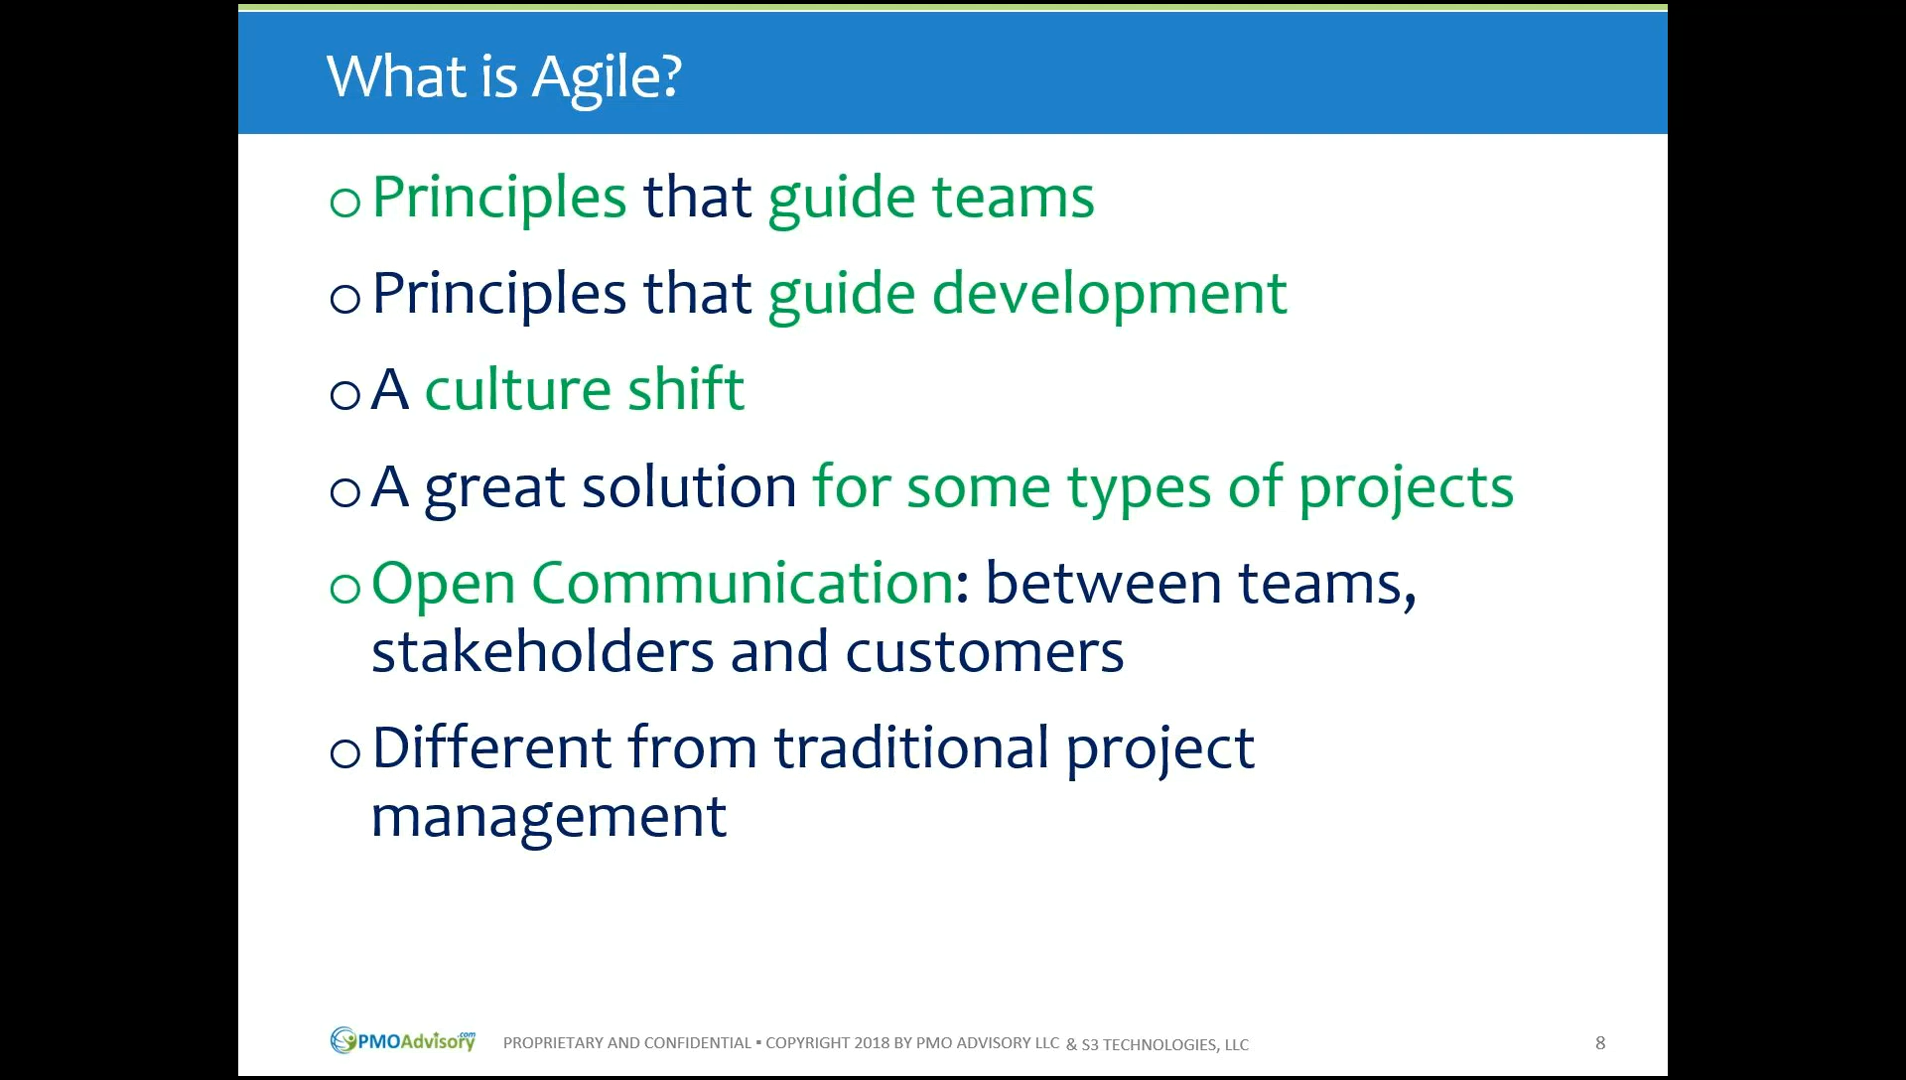 What is Agile?
o Principles that guide teams
o Principles that guide development
o A culture shift
o A great solution for some types of projects
o Open Communication: between teams,
stakeholders and customers
o Different from traditional project
management
PMOAdvisory.com PROPRIETARY AND CONFIDENTIAL ▪ COPYRIGHT 2018 BY PMO ADVISORY LLC & S3 TECHNOLOGIES, LLC 8